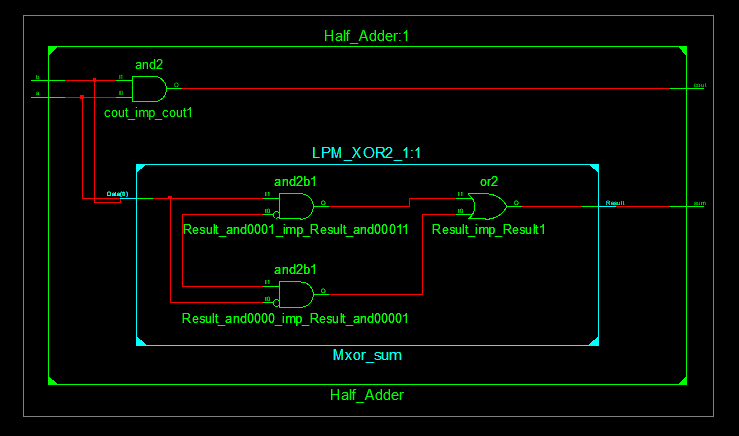 Half_Adder:1
and2
b
I1
O
cout
a
I0
cout_imp_cout1
LPM_XOR2_1:1
and2b1
or2
Data(0)
I1
O
I1
O
Result
sum
I0
I0
Result_and0001_imp_Result_and00011
Result_imp_Result1
and2b1
I1
O
I0
Result_and0000_imp_Result_and00001
Mxor_sum
Half_Adder